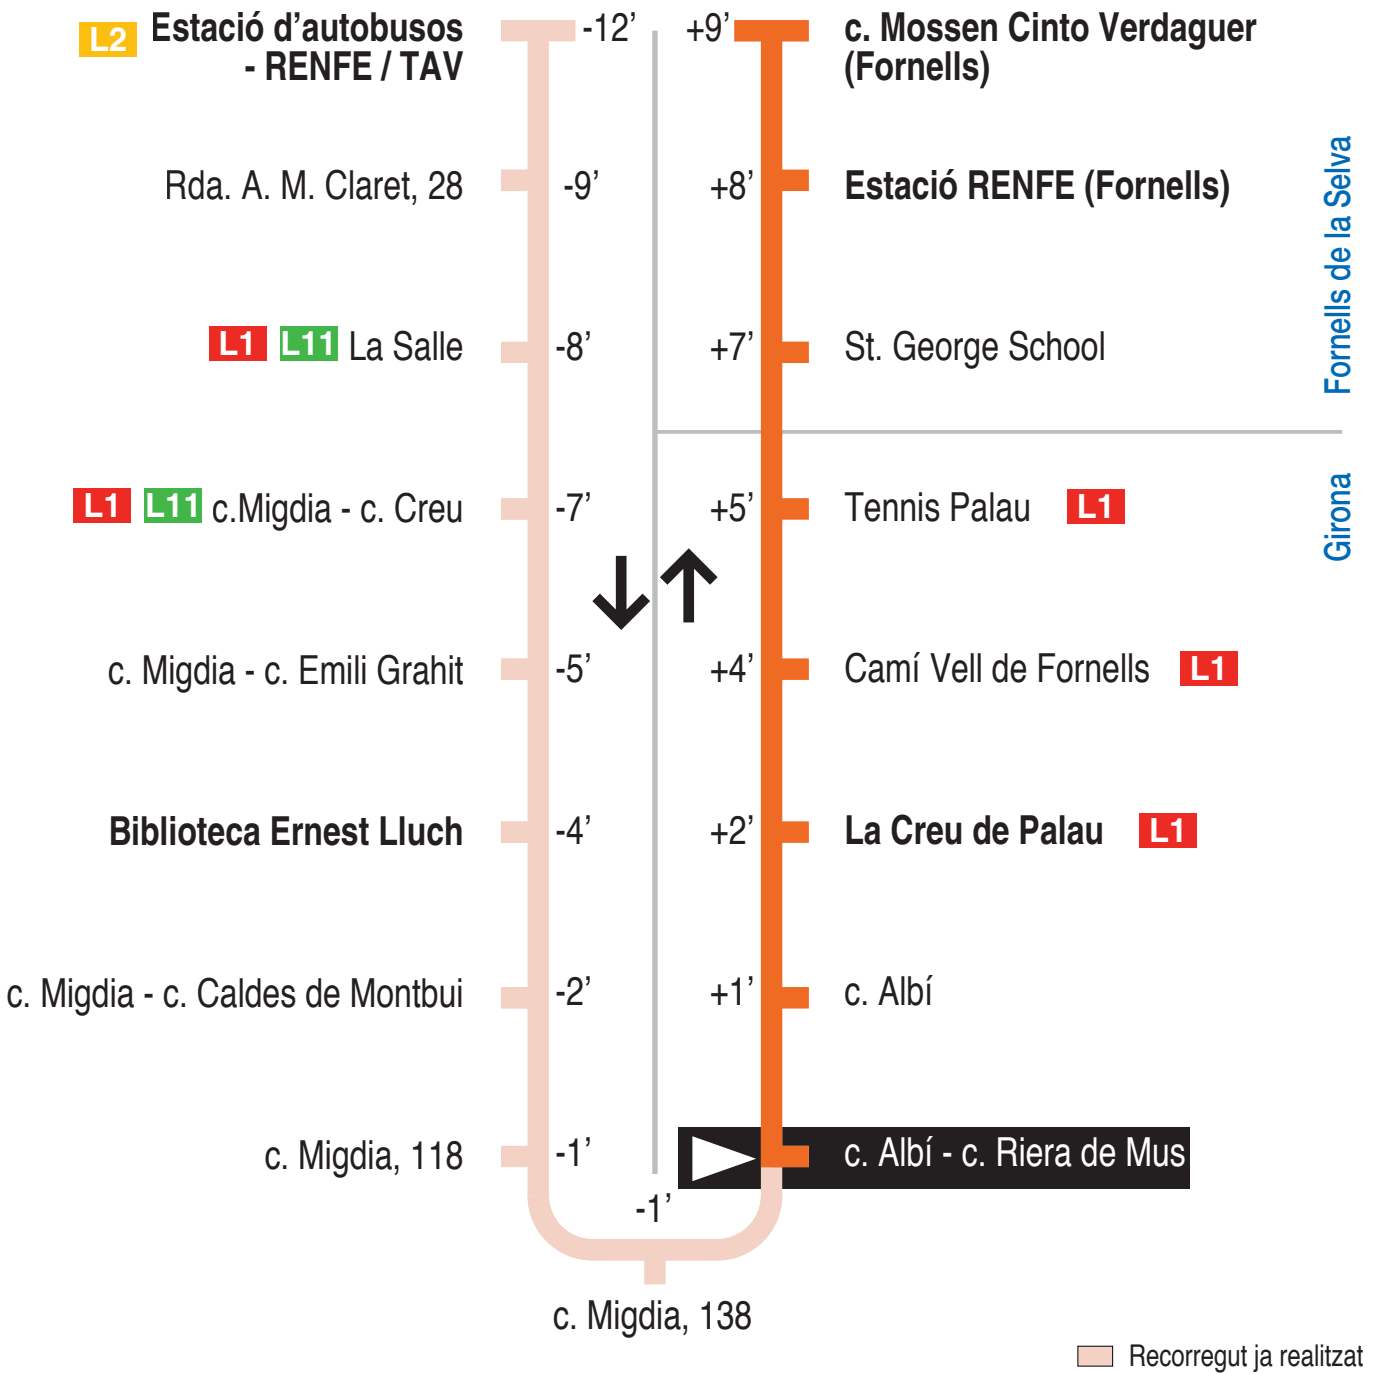 L2 Estació d’autobusos
- RENFE / TAV
-12’
Rda. A. M. Claret, 28
-9’
L1 L11 La Salle
-8’
L1 L11 c.Migdia - c. Creu
-7’
c. Migdia - c. Emili Grahit
-5’
Biblioteca Ernest Lluch
-4’
c. Migdia - c. Caldes de Montbui
-2’
c. Migdia, 118
-1’
-1’
c. Migdia, 138
+9’
c. Mossen Cinto Verdaguer
(Fornells)
+8’
Estació RENFE (Fornells)
+7’
St. George School
+5’
Tennis Palau L1
+4’
Camí Vell de Fornells L1
+2’
La Creu de Palau L1
+1’
c. Albí
c. Albí - c. Riera de Mus
Fornells de la Selva
Girona
Recorregut ja realitzat